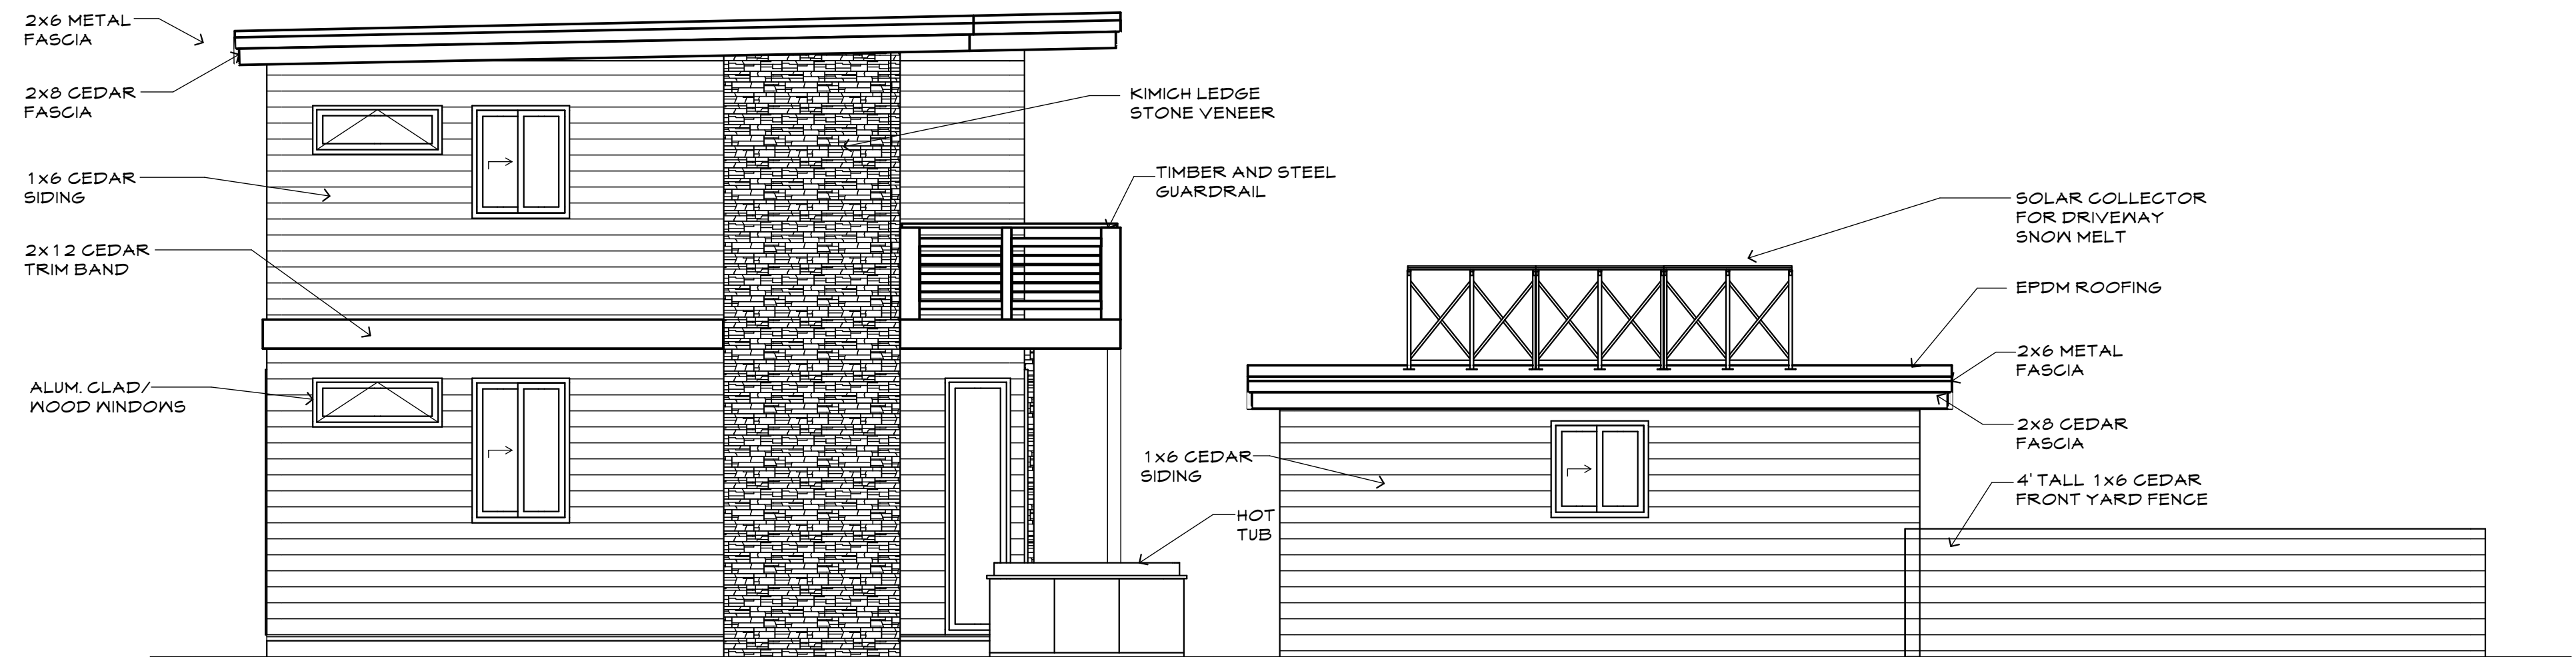 2x6 METAL
FASCIA
2x8 CEDAR
FASCIA
1x6 CEDAR
SIDING
2x12 CEDAR
TRIM BAND
ALUM. CLAD/
WOOD WINDOWS
KIMICH LEDGE
STONE VENEER
TIMBER AND STEEL
GUARDRAIL
1x6 CEDAR
SIDING
HOT
TUB
SOLAR COLLECTOR
FOR DRIVEWAY
SNOW MELT
EPDM ROOFING
2x6 METAL
FASCIA
2x8 CEDAR
FASCIA
4' TALL 1x6 CEDAR
FRONT YARD FENCE